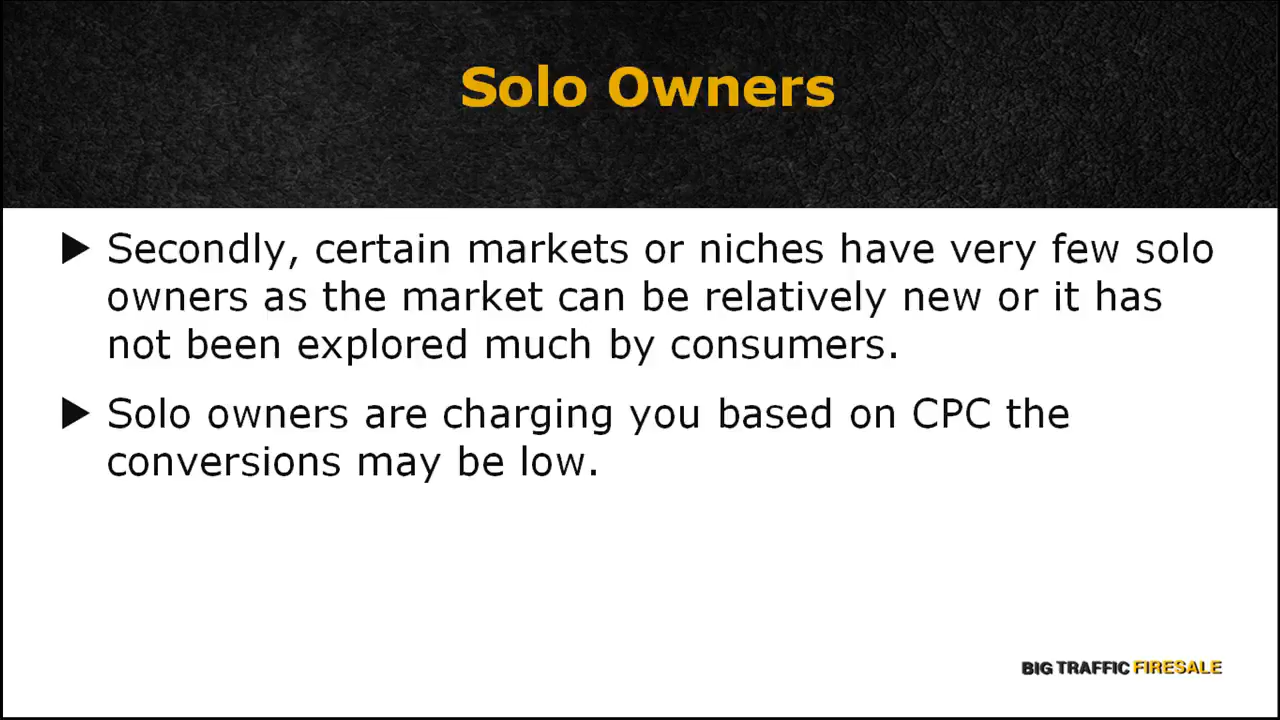 Solo Owners
▶ Secondly, certain markets or niches have very few solo
owners as the market can be relatively new or it has
not been explored much by consumers.
▶ Solo owners are charging you based on CPC the
conversions may be low.
BIG TRAFFIC FIRESALE